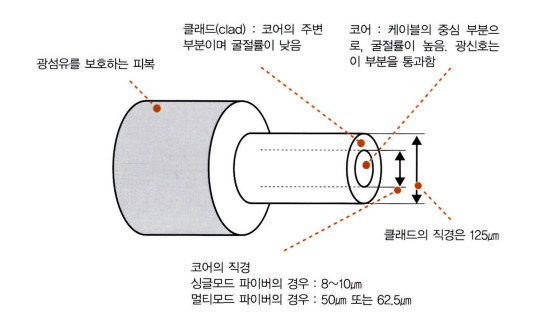 클래드(clad) : 코어의 주변
부분이며 굴절률이 낮음
코어 : 케이블의 중심 부분으
로, 굴절률이 높음. 광신호는
이 부분을 통과함
광섬유를 보호하는 피복
클래드의 직경은 125㎛
코어의 직경
싱글모드 파이버의 경우 : 8~10㎛
멀티모드 파이버의 경우 : 50㎛ 또는 62.5㎛